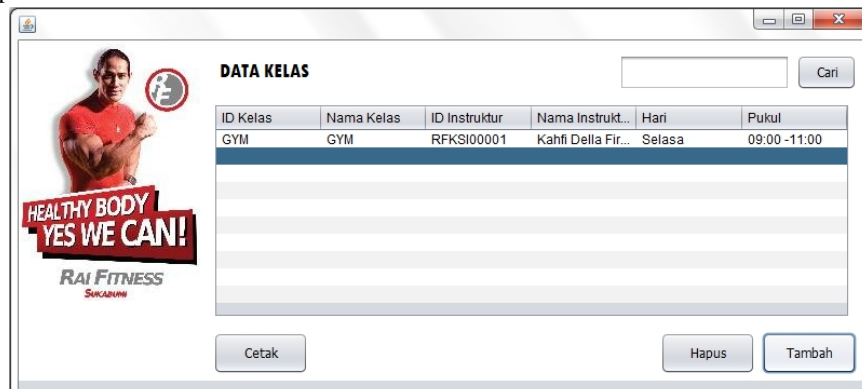 DATA KELAS
Cari
ID Kelas Nama Kelas ID Instruktur Nama Instrukt... Hari Pukul
GYM GYM RFKSI00001 Kahfi Della Fir... Selasa 09:00 -11:00
HEALTHY BODY
YES WE CAN!
RAI FITNESS
SUKABUMI
Cetak Hapus Tambah